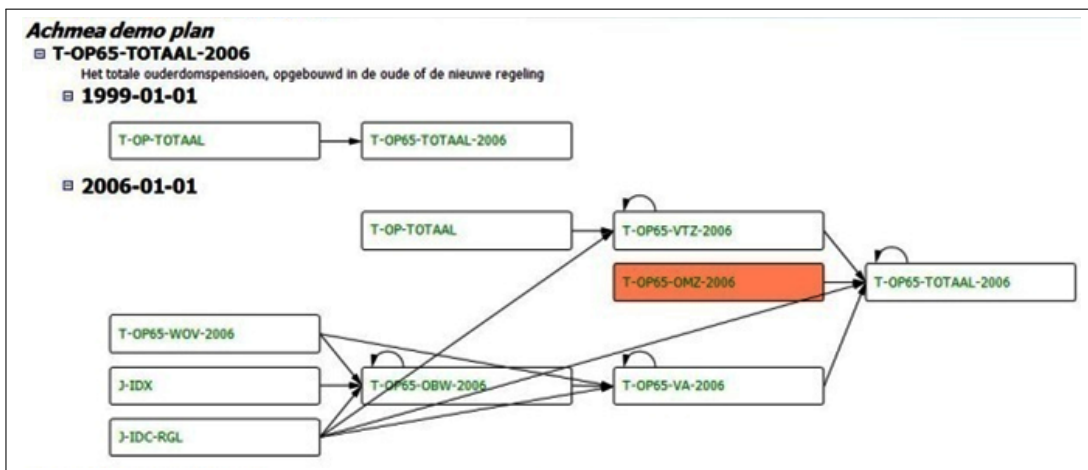 Achmea demo plan
T-OP65-TOTAAL-2006
Het totale ouderdomspensioen, opgebouwd in de oude of de nieuwe regeling
1999-01-01
T-OP-TOTAAL
T-OP65-TOTAAL-2006
2006-01-01
T-OP-TOTAAL
T-OP65-VTZ-2006
T-OP65-OMZ-2006
T-OP65-TOTAAL-2006
T-OP65-WOV-2006
J-IDX
T-OP65-OBW-2006
T-OP65-VA-2006
J-IDC-RGL